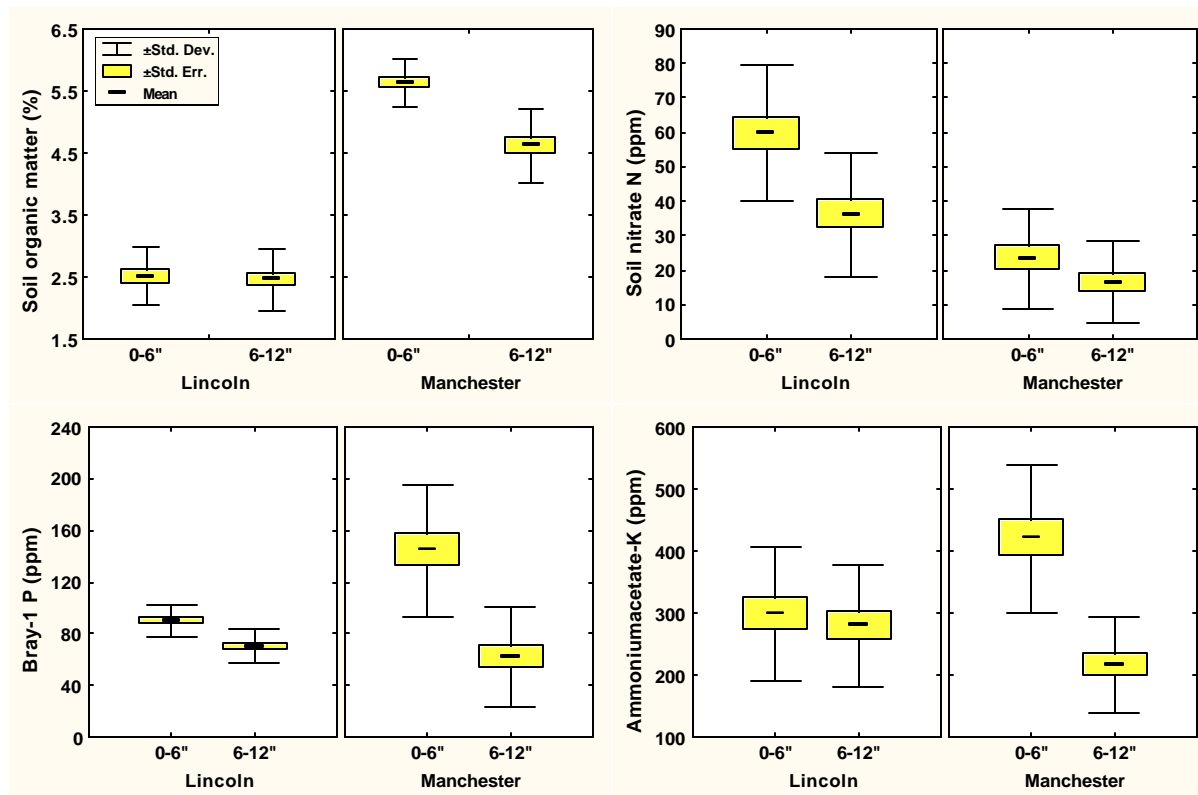 Soil organic matter (%)
6.5
5.5
4.5
3.5
2.5
1.5
±Std. Dev.
±Std. Err.
Mean
0-6" 6-12" 0-6" 6-12"
Lincoln Manchester
Soil nitrate N (ppm)
90
80
70
60
50
40
30
20
10
0
0-6" 6-12" 0-6" 6-12"
Lincoln Manchester
Bray-1 P (ppm)
240
200
160
120
80
40
0
0-6" 6-12" 0-6" 6-12"
Lincoln Manchester
Ammoniumacetate-K (ppm)
600
500
400
300
200
100
0-6" 6-12" 0-6" 6-12"
Lincoln Manchester